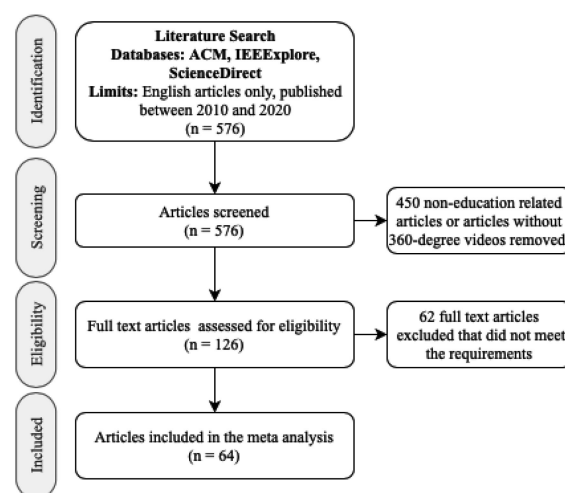 Identification
Literature Search
Databases: ACM, IEEExplore,
ScienceDirect
Limits: English articles only, published
between 2010 and 2020
(n = 576)
Screening
Articles screened
(n = 576)
450 non-education related
articles or articles without
360-degree videos removed
Eligibility
Full text articles assessed for eligibility
(n = 126)
62 full text articles
excluded that did not meet
the requirements
Included
Articles included in the meta analysis
(n = 64)